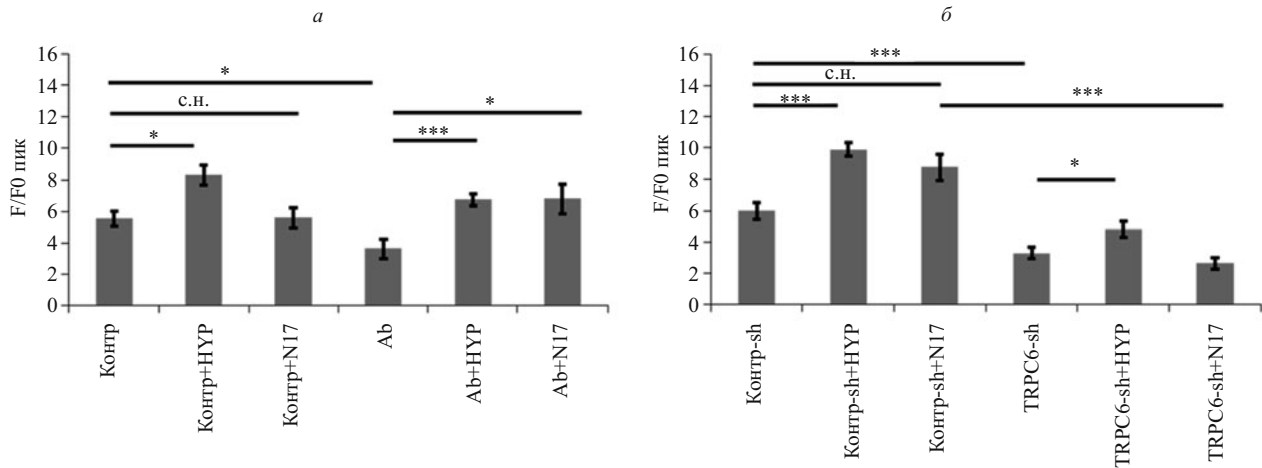 а
F/F0 пик
16
14
12
10
8
6
4
2
0
*
с.н.
*
*
***
Контр
Контр+HYP
Контр+N17
Ab
Ab+HYP
Ab+N17
б
F/F0 пик
16
14
12
10
8
6
4
2
0
***
с.н.
***
***
*
Контр-sh
Контр-sh+HYP
Контр-sh+N17
TRPC6-sh
TRPC6-sh+HYP
TRPC6-sh+N17